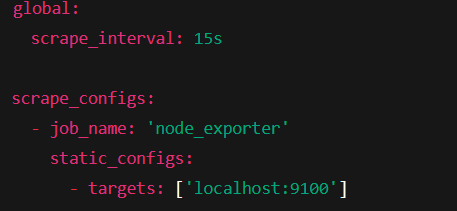 global:
  scrape_interval: 15s

scrape_configs:
  - job_name: 'node_exporter'
    static_configs:
      - targets: ['localhost:9100']